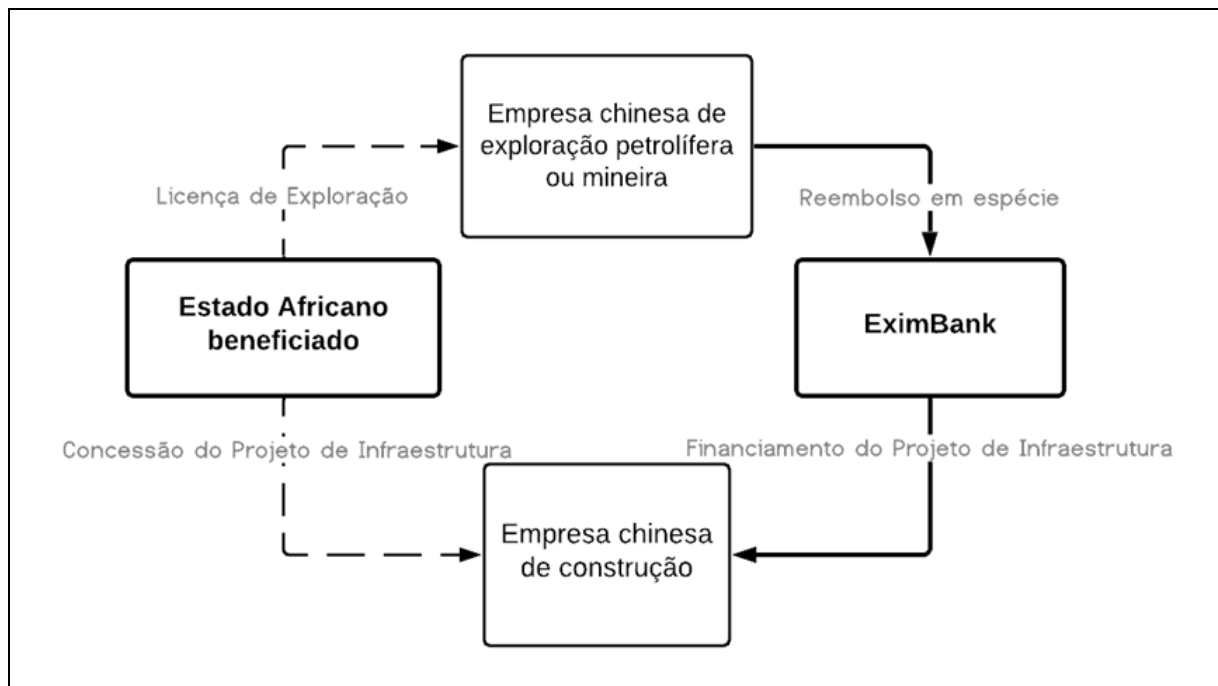 Empresa chinesa de
exploração petrolífera
ou mineira
Licença de Exploração
Reembolso em espécie
Estado Africano
beneficiado
EximBank
Concessão do Projeto de Infraestrutura
Financiamento do Projeto de Infraestrutura
Empresa chinesa
de construção